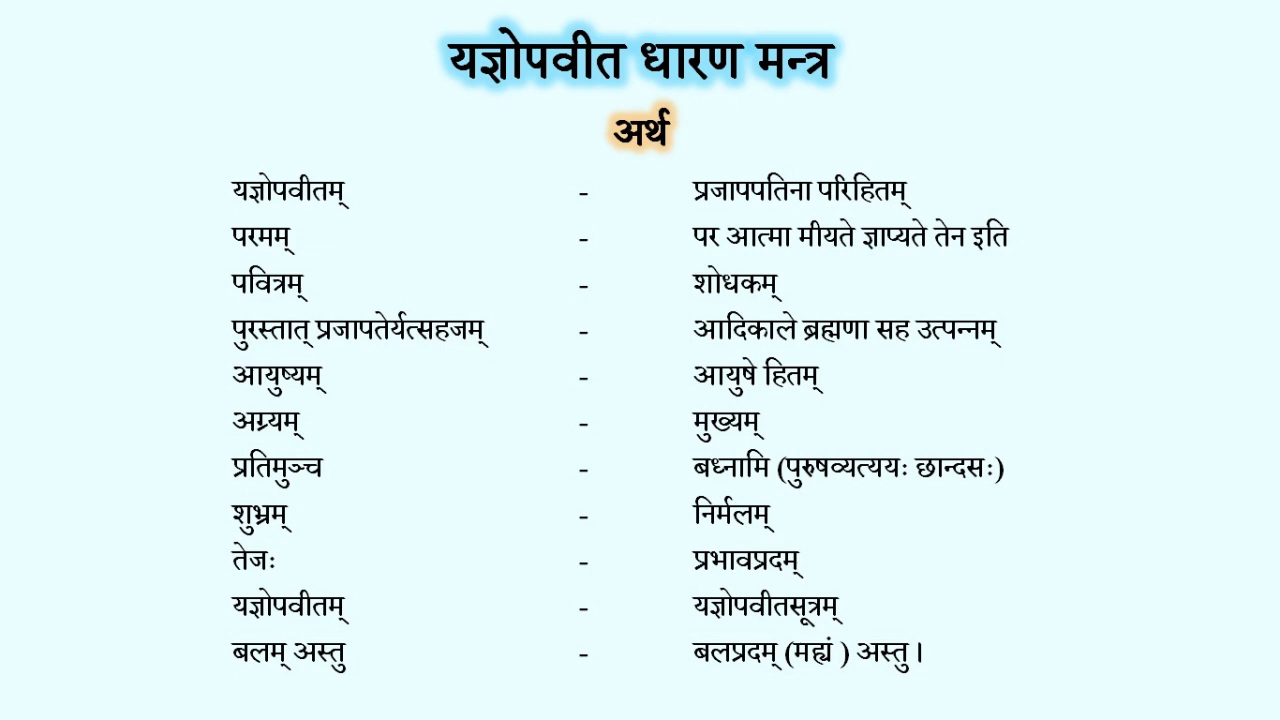 यज्ञोपवीत धारण मन्त्र
अर्थ
यज्ञोपवीतम् - प्रजापपतिना परिहितम्
परमम् - पर आत्मा मीयते ज्ञाप्यते तेन इति
पवित्रम् - शोधकम्
पुरस्तात् प्रजापतेर्यत्सहजम् - आदिकाले ब्रह्मणा सह उत्पन्नम्
आयुष्यम् - आयुषे हितम्
अग्र्यम् - मुख्यम्
प्रतिमुञ्च - बध्नामि (पुरुषव्यत्ययः छान्दसः)
शुभ्रम् - निर्मलम्
तेजः - प्रभावप्रदम्
यज्ञोपवीतम् - यज्ञोपवीतसूत्रम्
बलम् अस्तु - बलप्रदम् (मह्यं ) अस्तु ।